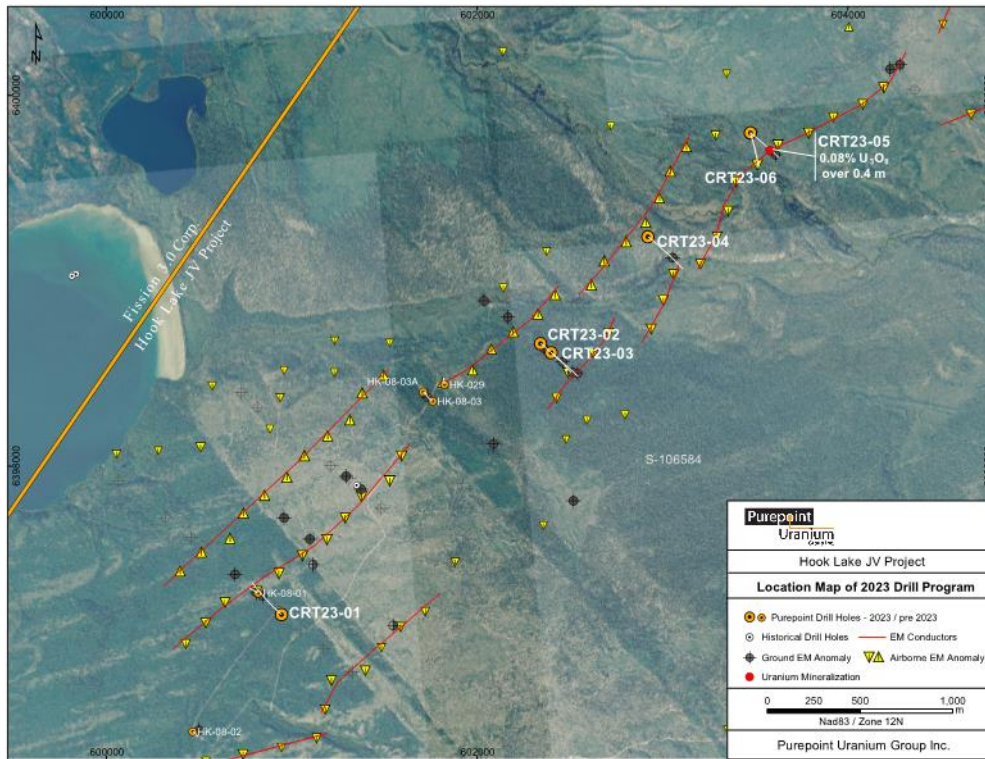 600000
602000
604000
N
6400000
6398000
Fission 3.0 Corp.
Hook Lake JV Project
CRT23-05
0.08% U3O8
over 0.4 m
CRT23-06
CRT23-04
CRT23-02
CRT23-03
HK-08-03A
HK-029
HK-08-03
S-106584
HK-08-01
CRT23-01
HK-08-02
600000
602000
Purepoint
Uranium
Group Inc.
Hook Lake JV Project
Location Map of 2023 Drill Program
Purepoint Drill Holes - 2023 / pre 2023
Historical Drill Holes
EM Conductors
Ground EM Anomaly
Airborne EM Anomaly
Uranium Mineralization
0 250 500 1,000
m
Nad83 / Zone 12N
Purepoint Uranium Group Inc.